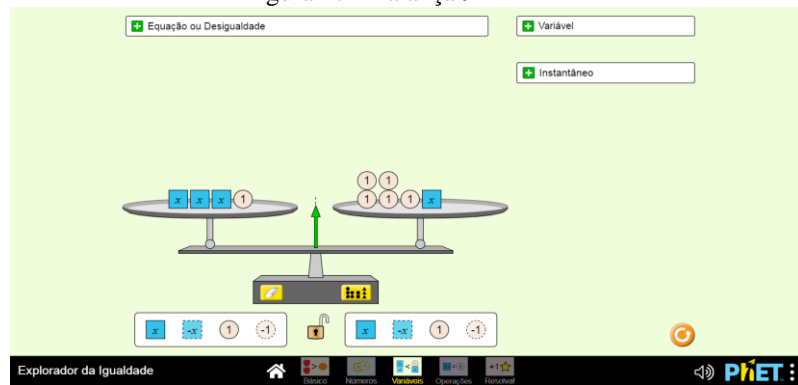 Equação ou Desigualdade
Variável
Instantâneo
1 1
x x x 1 1 1 1 x
x -x 1 -1 x -x 1 -1
Explorador da Igualdade
Básico Números Variáveis Operações Resolva!
PhET